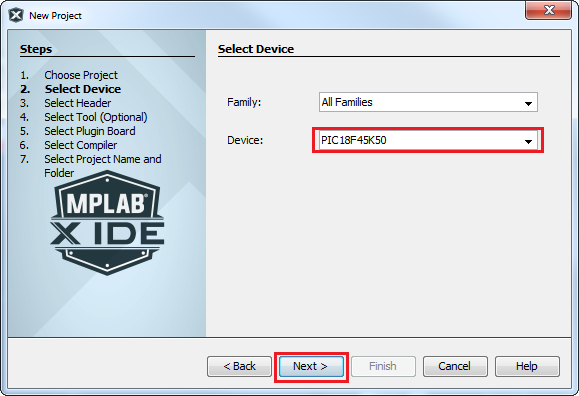 New Project
Steps
1. Choose Project
2. Select Device
3. Select Header
4. Select Tool (Optional)
5. Select Plugin Board
6. Select Compiler
7. Select Project Name and
Folder
MPLAB®
X IDE
Select Device
Family: All Families
Device: PIC18F45K50
< Back Next > Finish Cancel Help